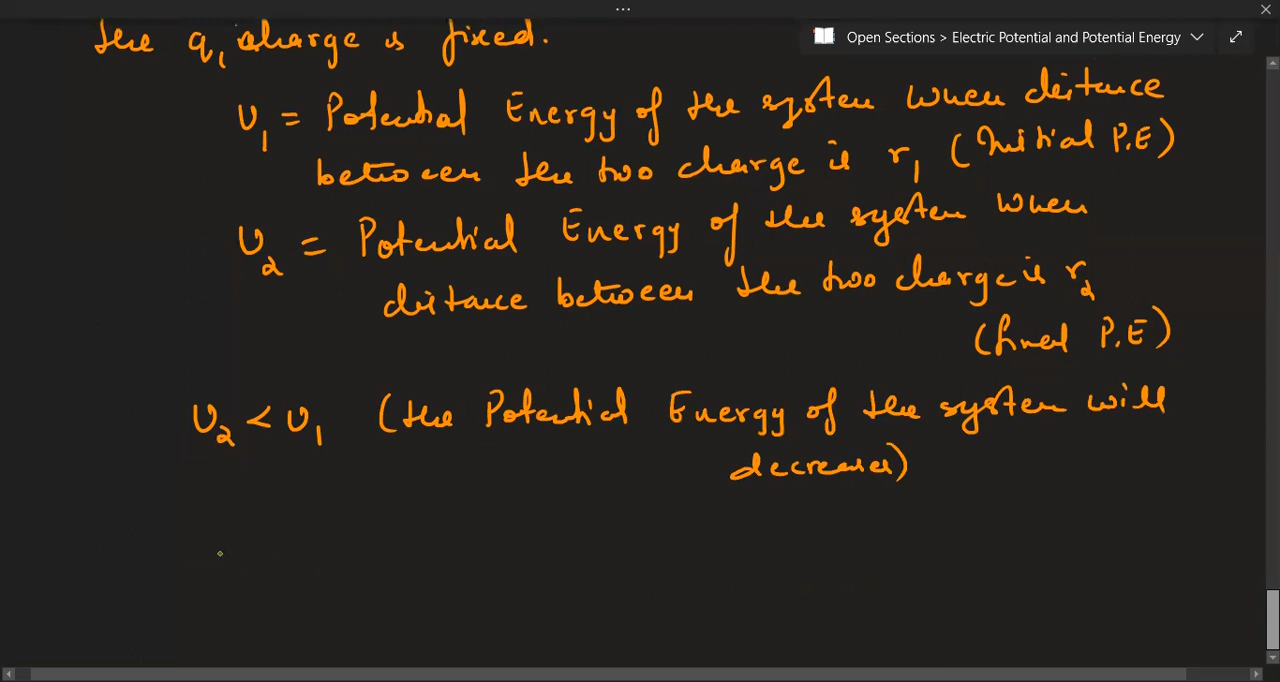 the q1 charge is fixed.
Open Sections > Electric Potential and Potential Energy
U1 = Potential Energy of the system when distance
between the two charge is r1 (Initial P.E)
U2 = Potential Energy of the system when
distance between the two charge is r2
(final P.E)
U2 < U1 (the Potential Energy of the system will
decreases)